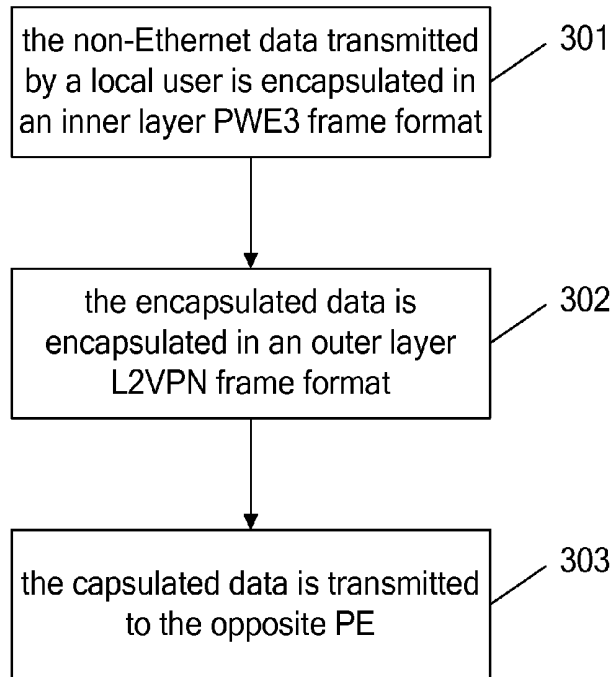 the non-Ethernet data transmitted
by a local user is encapsulated in
an inner layer PWE3 frame format
301
the encapsulated data is
encapsulated in an outer layer
L2VPN frame format
302
the capsulated data is transmitted
to the opposite PE
303